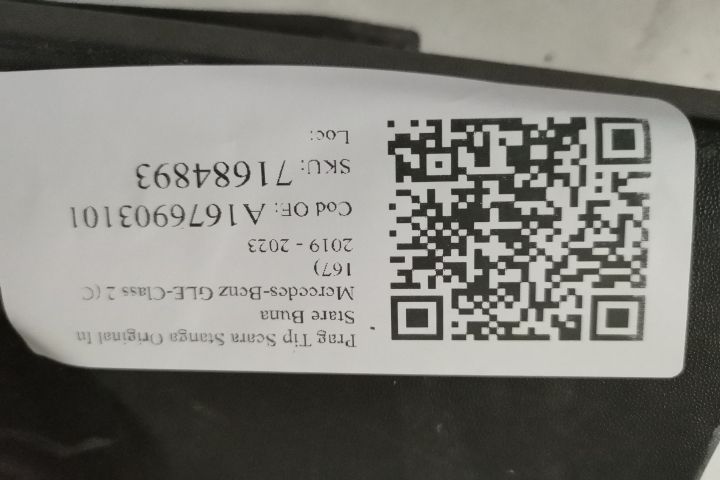 Prag Tip Scara Stanga Original In
Stare Buna
Mercedes-Benz GLE-Class 2 (C
167)
2019 - 2023
Cod OE: A1676903101
SKU: 71684893
Loc: